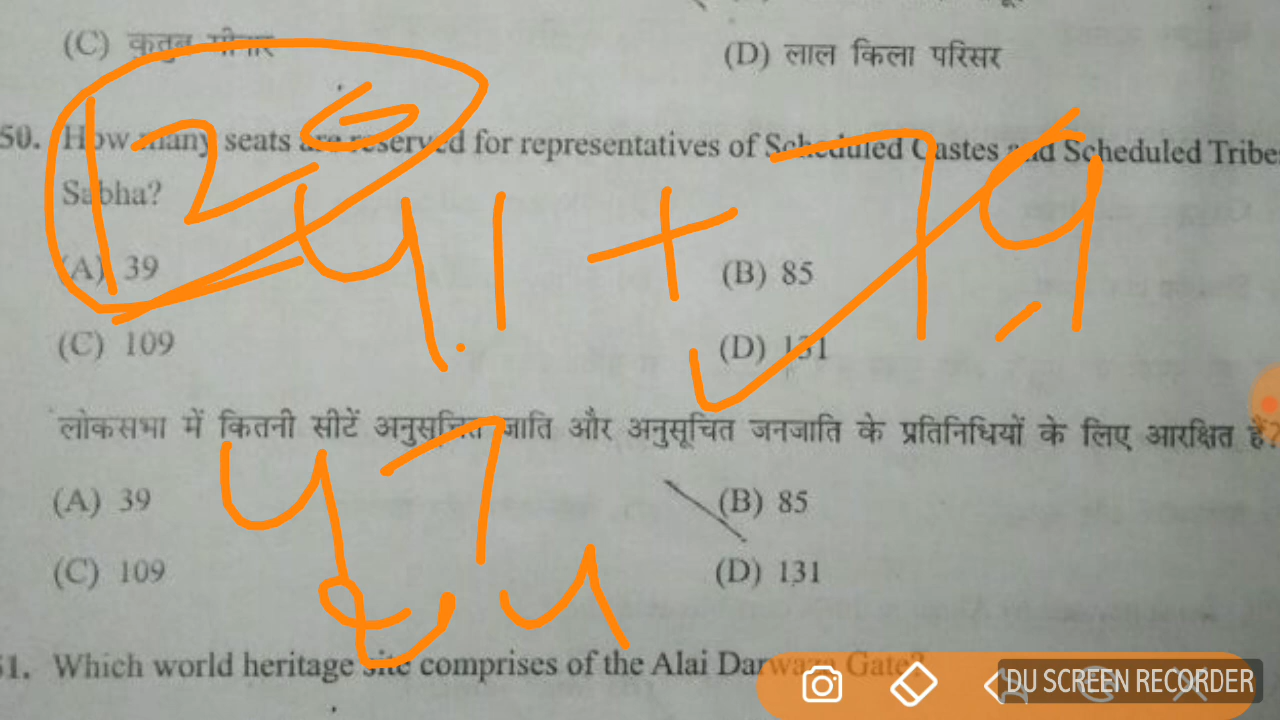 (C) कुतुब मीनार (D) लाल किला परिसर
50. How many seats are reserved for representatives of Scheduled Castes and Scheduled Tribe
Sabha?
(A) 39 (B) 85
(C) 109 (D) 131
लोकसभा में कितनी सीटें अनुसूचित जाति और अनुसूचित जनजाति के प्रतिनिधियों के लिए आरक्षित हैं?
(A) 39 (B) 85
(C) 109 (D) 131
51. Which world heritage site comprises of the Alai Darwaza Gate?
DU SCREEN RECORDER